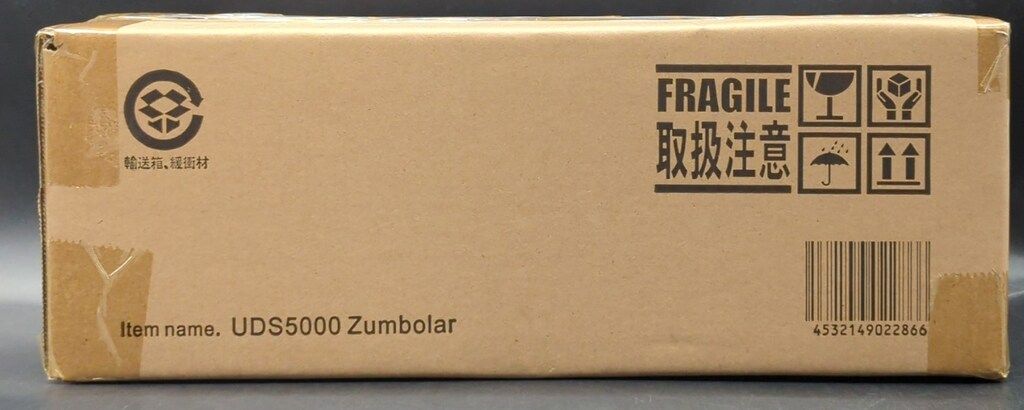 輸送箱、緩衝材
FRAGILE
取扱注意
Item name. UDS5000 Zumbolar
4532149022866